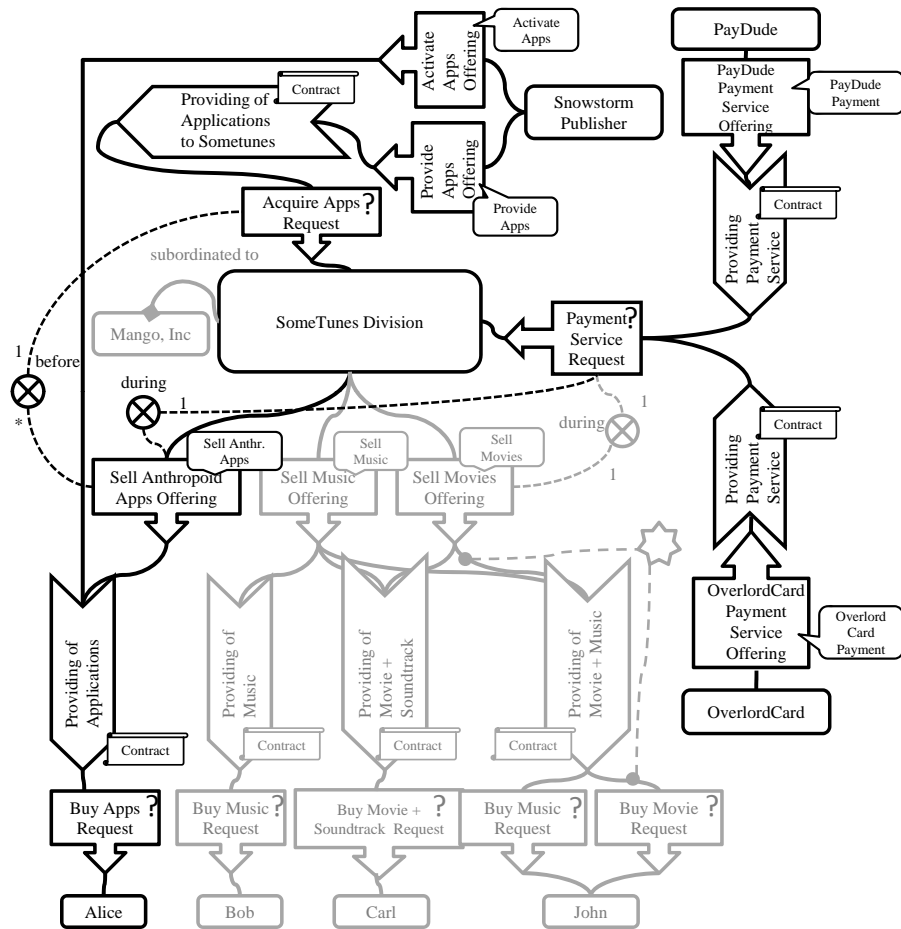 Activate
Apps
Activate
Apps
Offering
PayDude
PayDude
Payment
Service
Offering
PayDude
Payment
Contract
Providing of
Applications
to Sometunes
Snowstorm
Publisher
Provide
Apps
Offering
Provide
Apps
Acquire Apps
Request
?
Contract
Providing
Payment
Service
subordinated to
SomeTunes Division
Mango, Inc
Payment
Service
Request
?
1
before
*
during
1
1
during
1
Contract
Providing
Payment
Service
Sell Anthr.
Apps
Sell
Music
Sell
Movies
Sell Anthropoid
Apps Offering
Sell Music
Offering
Sell Movies
Offering
OverlordCard
Payment
Service
Offering
Overlord
Card
Payment
OverlordCard
Providing of
Applications
Providing of
Music
Providing of
Movie +
Soundtrack
Providing of
Movie + Music
Contract
Contract
Contract
Contract
Buy Apps
Request
?
Buy Music
Request
?
Buy Movie +
Soundtrack Request
?
Buy Music
Request
?
Buy Movie
Request
?
Alice
Bob
Carl
John